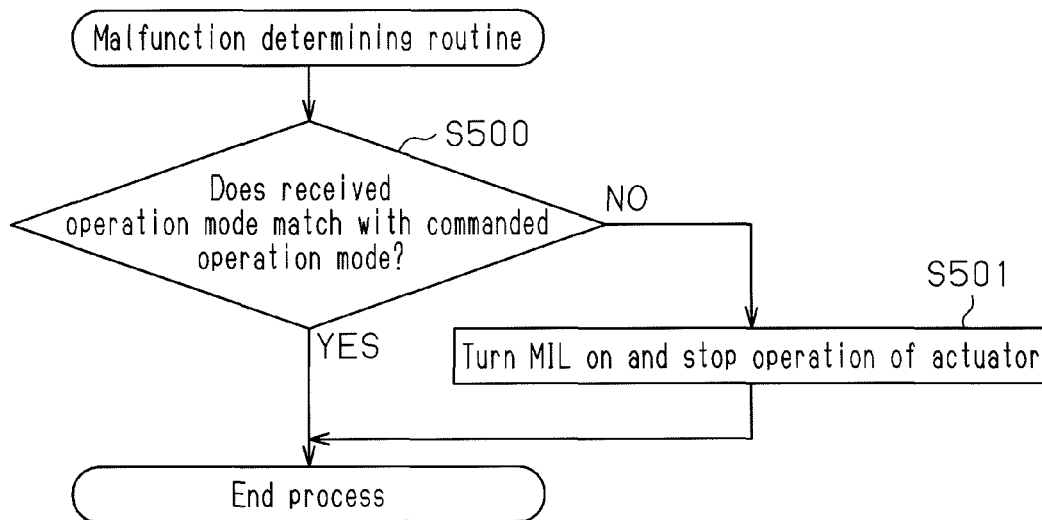 Malfunction determining routine
S500
Does received
operation mode match with commanded
operation mode?
NO
S501
YES
Turn MIL on and stop operation of actuator
End process